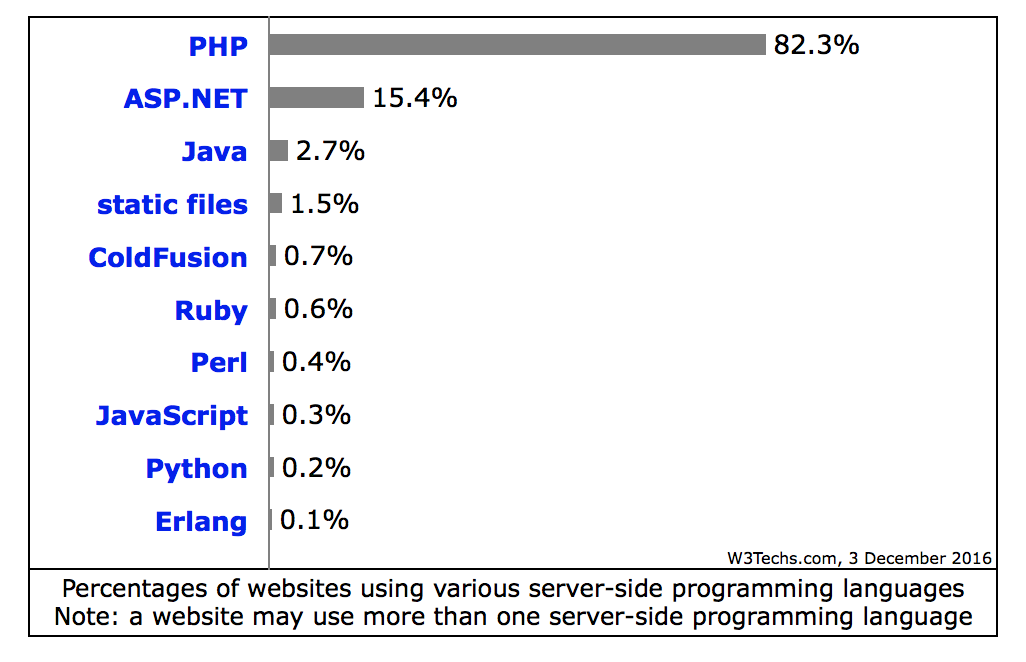 PHP 82.3%
ASP.NET 15.4%
Java 2.7%
static files 1.5%
ColdFusion 0.7%
Ruby 0.6%
Perl 0.4%
JavaScript 0.3%
Python 0.2%
Erlang 0.1%
W3Techs.com, 3 December 2016
Percentages of websites using various server-side programming languages
Note: a website may use more than one server-side programming language